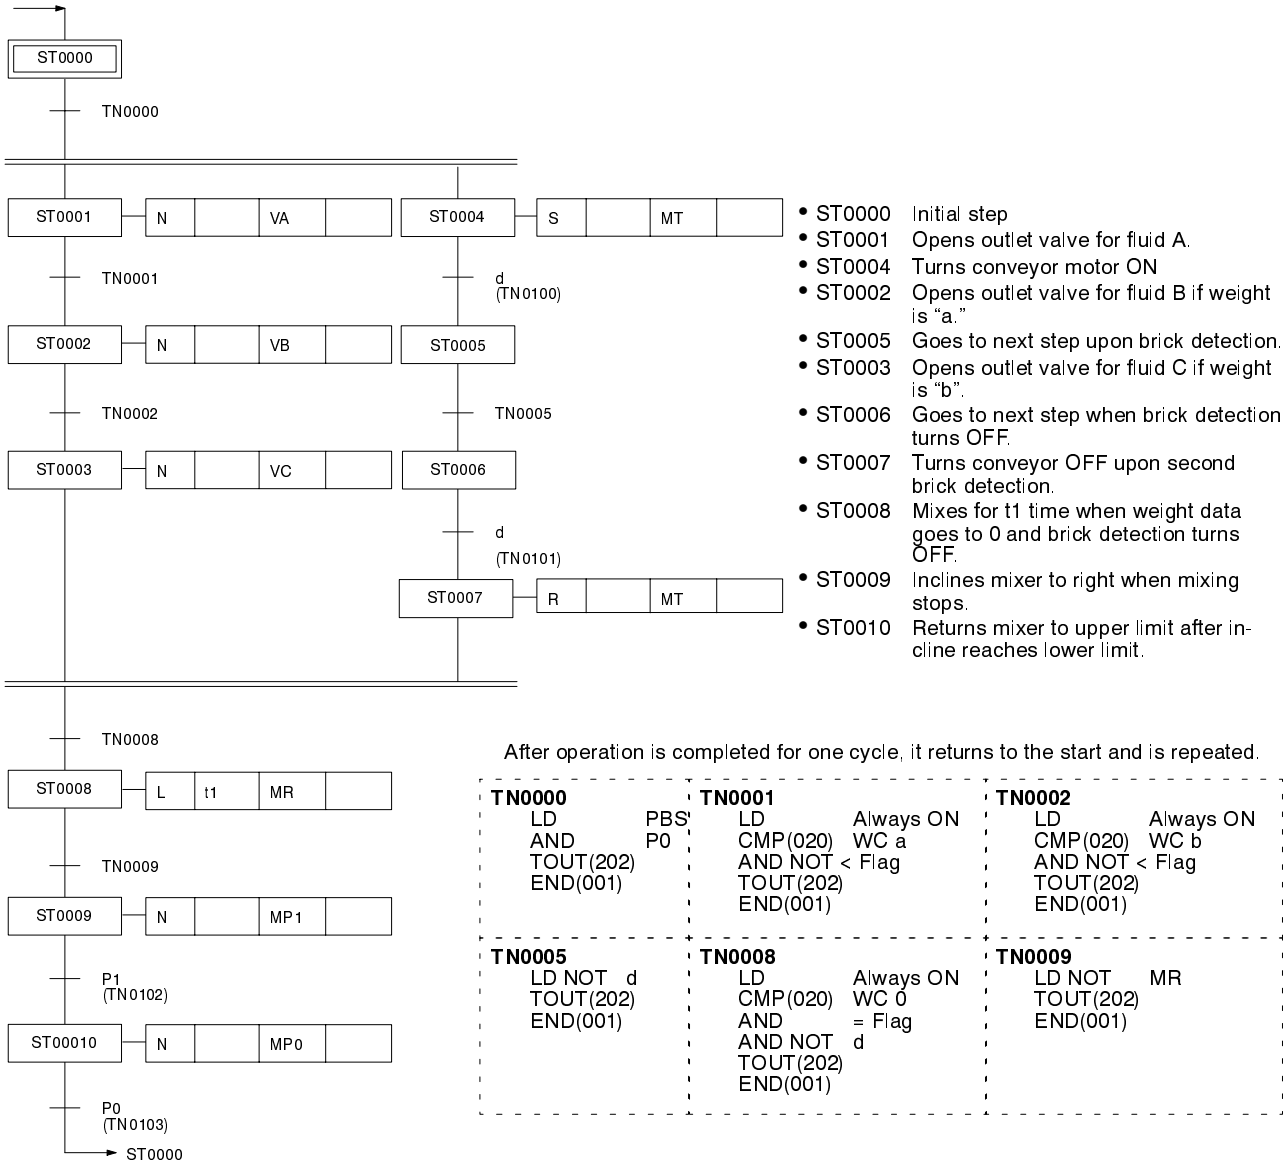 ST0000
TN0000
ST0001 N VA
TN0001
ST0002 N VB
TN0002
ST0003 N VC
ST0004 S MT
d
(TN0100)
ST0005
TN0005
ST0006
d
(TN0101)
ST0007 R MT
TN0008
ST0008 L t1 MR
TN0009
ST0009 N MP1
P1
(TN0102)
ST00010 N MP0
P0
(TN0103)
ST0000
• ST0000 Initial step
• ST0001 Opens outlet valve for fluid A.
• ST0004 Turns conveyor motor ON
• ST0002 Opens outlet valve for fluid B if weight
is “a.”
• ST0005 Goes to next step upon brick detection.
• ST0003 Opens outlet valve for fluid C if weight
is “b”.
• ST0006 Goes to next step when brick detection
turns OFF.
• ST0007 Turns conveyor OFF upon second
brick detection.
• ST0008 Mixes for t1 time when weight data
goes to 0 and brick detection turns
OFF.
• ST0009 Inclines mixer to right when mixing
stops.
• ST0010 Returns mixer to upper limit after in-
cline reaches lower limit.
After operation is completed for one cycle, it returns to the start and is repeated.
TN0000
LD PBS
AND P0
TOUT(202)
END(001)
TN0001
LD Always ON
CMP(020) WC a
AND NOT < Flag
TOUT(202)
END(001)
TN0002
LD Always ON
CMP(020) WC b
AND NOT < Flag
TOUT(202)
END(001)
TN0005
LD NOT d
TOUT(202)
END(001)
TN0008
LD Always ON
CMP(020) WC 0
AND = Flag
AND NOT d
TOUT(202)
END(001)
TN0009
LD NOT MR
TOUT(202)
END(001)